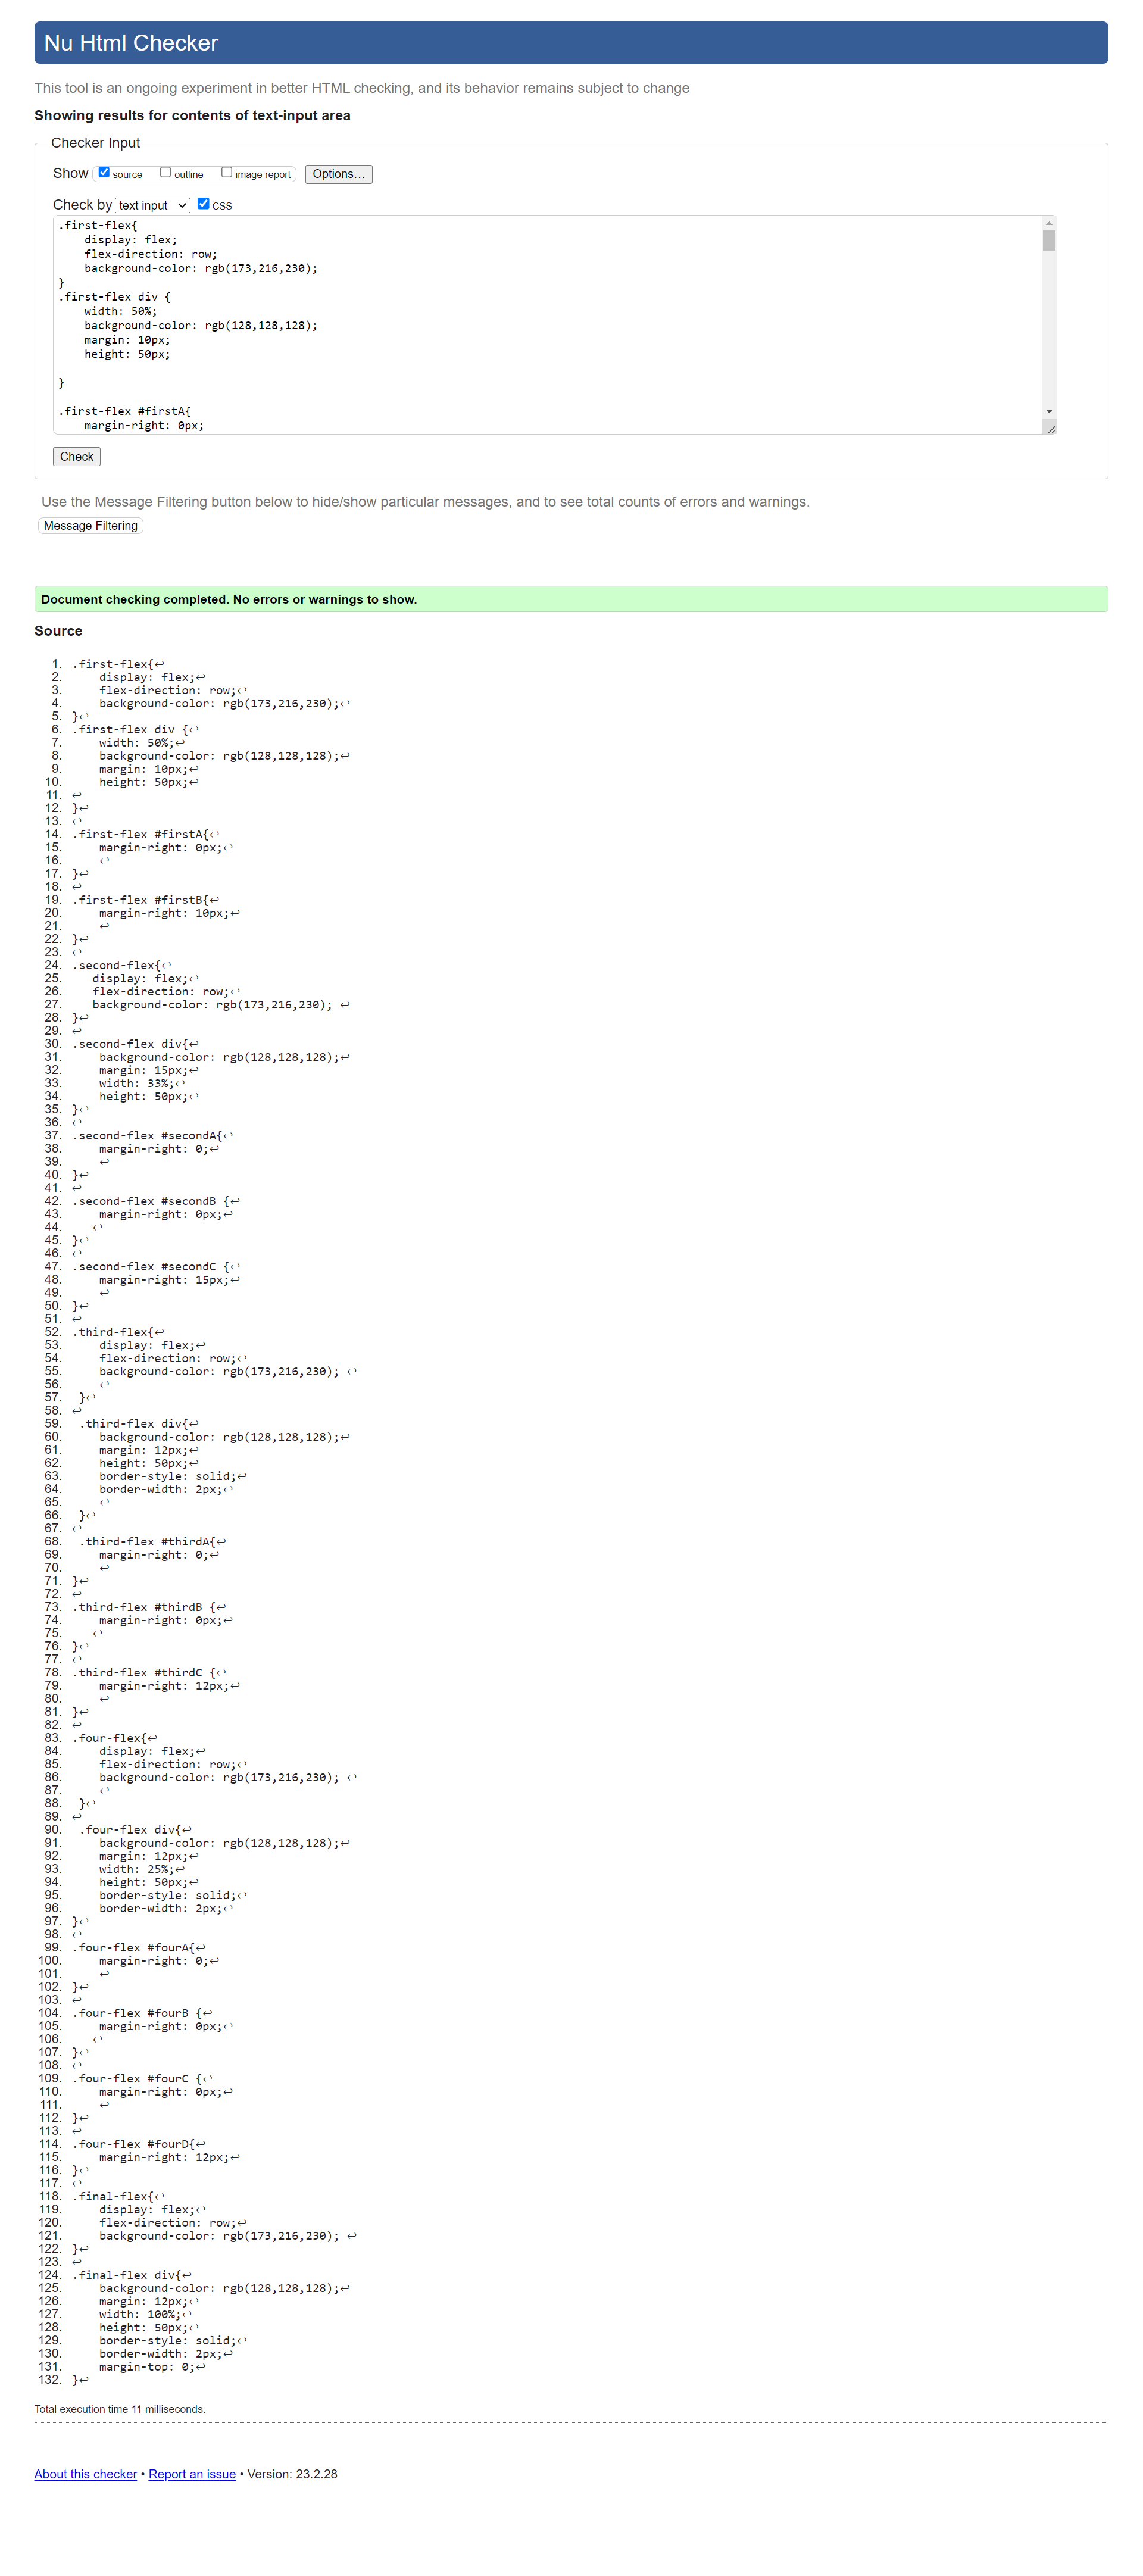 Nu Html Checker
This tool is an ongoing experiment in better HTML checking, and its behavior remains subject to change
Showing results for contents of text-input area
Checker Input
Show source outline image report Options…
Check by text input CSS
.first-flex{
    display: flex;
    flex-direction: row;
    background-color: rgb(173,216,230);
}
.first-flex div {
    width: 50%;
    background-color: rgb(128,128,128);
    margin: 10px;
    height: 50px;

}

.first-flex #firstA{
    margin-right: 0px;
Check
Use the Message Filtering button below to hide/show particular messages, and to see total counts of errors and warnings.
Message Filtering
Document checking completed. No errors or warnings to show.
Source
1. .first-flex{↩
2.     display: flex;↩
3.     flex-direction: row;↩
4.     background-color: rgb(173,216,230);↩
5. }↩
6. .first-flex div {↩
7.     width: 50%;↩
8.     background-color: rgb(128,128,128);↩
9.     margin: 10px;↩
10.     height: 50px;↩
11. ↩
12. }↩
13. ↩
14. .first-flex #firstA{↩
15.     margin-right: 0px;↩
16.     ↩
17. }↩
18. ↩
19. .first-flex #firstB{↩
20.     margin-right: 10px;↩
21.     ↩
22. }↩
23. ↩
24. .second-flex{↩
25.    display: flex;↩
26.    flex-direction: row;↩
27.    background-color: rgb(173,216,230); ↩
28. }↩
29. ↩
30. .second-flex div{↩
31.     background-color: rgb(128,128,128);↩
32.     margin: 15px;↩
33.     width: 33%;↩
34.     height: 50px;↩
35. }↩
36. ↩
37. .second-flex #secondA{↩
38.     margin-right: 0;↩
39.     ↩
40. }↩
41. ↩
42. .second-flex #secondB {↩
43.     margin-right: 0px;↩
44.    ↩
45. }↩
46. ↩
47. .second-flex #secondC {↩
48.     margin-right: 15px;↩
49.     ↩
50. }↩
51. ↩
52. .third-flex{↩
53.     display: flex;↩
54.     flex-direction: row;↩
55.     background-color: rgb(173,216,230); ↩
56.     ↩
57.  }↩
58. ↩
59.  .third-flex div{↩
60.     background-color: rgb(128,128,128);↩
61.     margin: 12px;↩
62.     height: 50px;↩
63.     border-style: solid;↩
64.     border-width: 2px;↩
65.     ↩
66.  }↩
67. ↩
68.  .third-flex #thirdA{↩
69.     margin-right: 0;↩
70.     ↩
71. }↩
72. ↩
73. .third-flex #thirdB {↩
74.     margin-right: 0px;↩
75.    ↩
76. }↩
77. ↩
78. .third-flex #thirdC {↩
79.     margin-right: 12px;↩
80.     ↩
81. }↩
82. ↩
83. .four-flex{↩
84.     display: flex;↩
85.     flex-direction: row;↩
86.     background-color: rgb(173,216,230); ↩
87.     ↩
88.  }↩
89. ↩
90.  .four-flex div{↩
91.     background-color: rgb(128,128,128);↩
92.     margin: 12px;↩
93.     width: 25%;↩
94.     height: 50px;↩
95.     border-style: solid;↩
96.     border-width: 2px;↩
97. }↩
98. ↩
99. .four-flex #fourA{↩
100.     margin-right: 0;↩
101.     ↩
102. }↩
103. ↩
104. .four-flex #fourB {↩
105.     margin-right: 0px;↩
106.    ↩
107. }↩
108. ↩
109. .four-flex #fourC {↩
110.     margin-right: 0px;↩
111.     ↩
112. }↩
113. ↩
114. .four-flex #fourD{↩
115.     margin-right: 12px;↩
116. }↩
117. ↩
118. .final-flex{↩
119.     display: flex;↩
120.     flex-direction: row;↩
121.     background-color: rgb(173,216,230); ↩
122. }↩
123. ↩
124. .final-flex div{↩
125.     background-color: rgb(128,128,128);↩
126.     margin: 12px;↩
127.     width: 100%;↩
128.     height: 50px;↩
129.     border-style: solid;↩
130.     border-width: 2px;↩
131.     margin-top: 0;↩
132. }↩
Total execution time 11 milliseconds.
About this checker • Report an issue • Version: 23.2.28